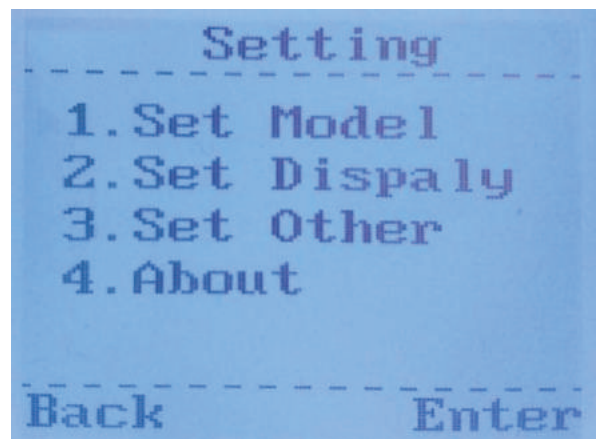 Setting
1.Set Model
2.Set Dispaly
3.Set Other
4.About
Back Enter